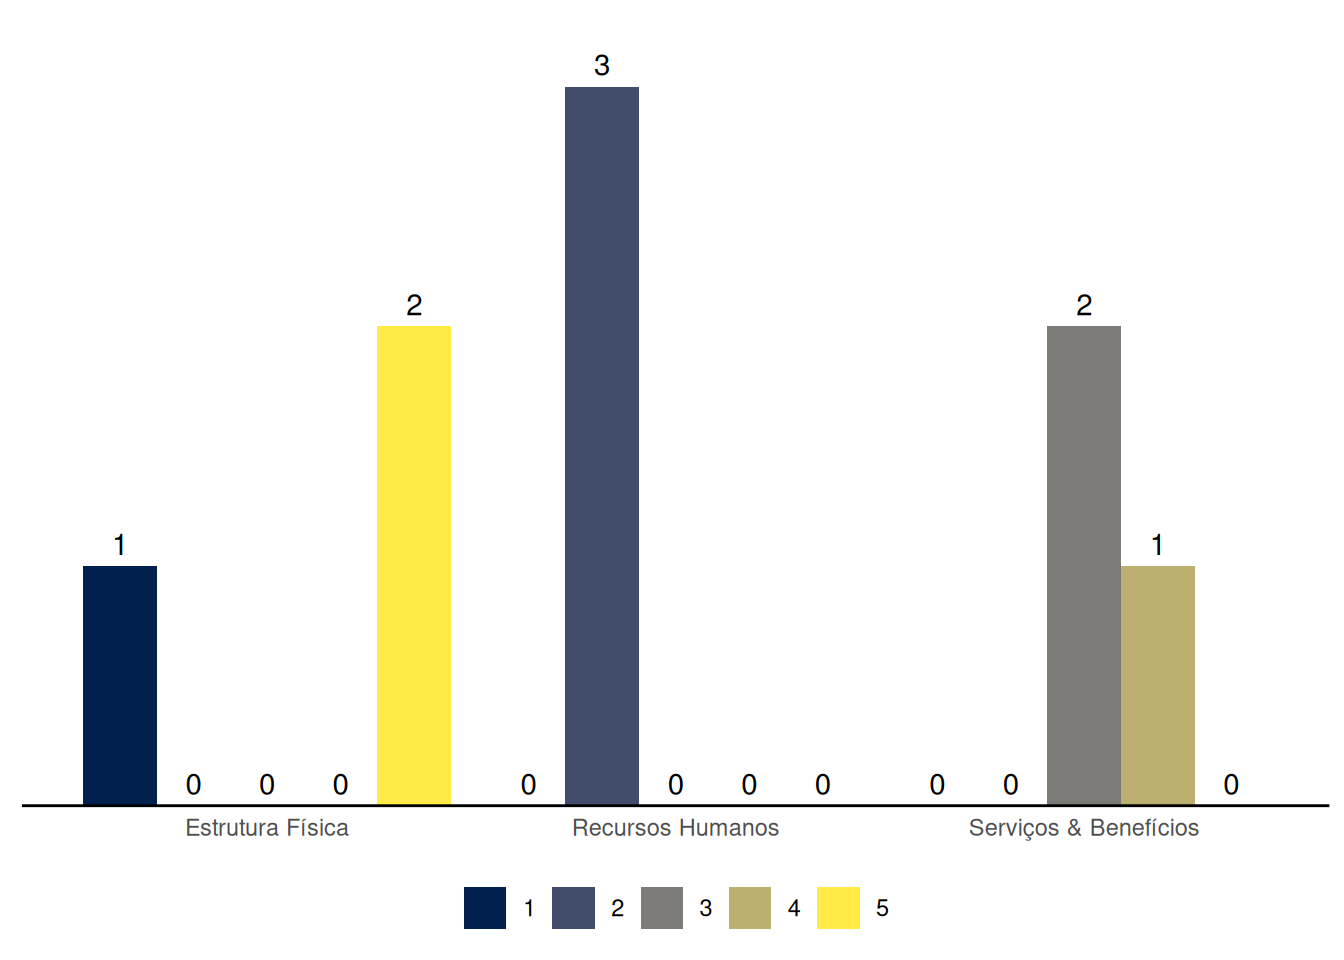 3
2 2
1 1
0 0 0 0 0 0 0 0 0 0
Estrutura Física Recursos Humanos Serviços & Benefícios
1 2 3 4 5